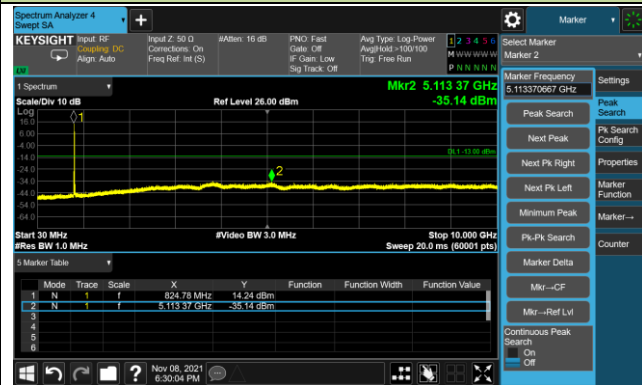 Spectrum Analyzer 4
Swept SA
Marker
KEYSIGHT
Input: RF
Coupling: DC
Align: Auto
Input Z: 50 Ω
Corrections: On
Freq Ref: Int (S)
#Atten: 16 dB
PNO: Fast
Gate: Off
IF Gain: Low
Sig Track: Off
Avg Type: Log-Power
Avg|Hold:>100/100
Trig: Free Run
1 2 3 4 5 6
M W W W W W
P N N N N N
Select Marker
Marker 2
1 Spectrum
Scale/Div 10 dB
Log
Ref Level 26.00 dBm
Mkr2 5.113 37 GHz
-35.14 dBm
16.0
6.00
-4.00
-14.0
-24.0
-34.0
-44.0
-54.0
-64.0
1
DL1 -13.00 dBm
2
Start 30 MHz
#Res BW 1.0 MHz
#Video BW 3.0 MHz
Stop 10.000 GHz
Sweep 20.0 ms (60001 pts)
5 Marker Table
Mode Trace Scale X Y Function Function Width Function Value
1 N 1 f 824.78 MHz 14.24 dBm
2 N 1 f 5.113 37 GHz -35.14 dBm
3
4
5
6
Marker Frequency
5.113370667 GHz
Peak Search
Next Peak
Next Pk Right
Next Pk Left
Minimum Peak
Pk-Pk Search
Marker Delta
Mkr→CF
Mkr→Ref Lvl
Continuous Peak
Search
On
Off
Settings
Peak
Search
Pk Search
Config
Properties
Marker
Function
Marker→
Counter
?
Nov 08, 2021
6:30:04 PM